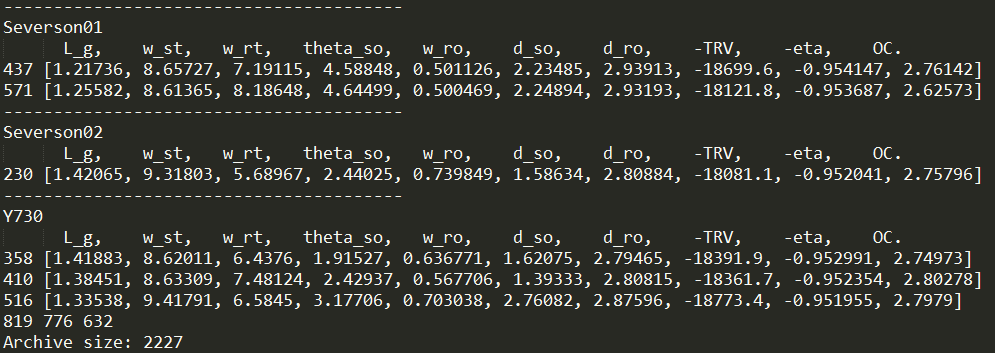 ----------------------------------------
Severson01
L_g, w_st, w_rt, theta_so, w_ro, d_so, d_ro, -TRV, -eta, OC.
437 [1.21736, 8.65727, 7.19115, 4.58848, 0.501126, 2.23485, 2.93913, -18699.6, -0.954147, 2.76142]
571 [1.25582, 8.61365, 8.18648, 4.64499, 0.500469, 2.24894, 2.93193, -18121.8, -0.953687, 2.62573]
----------------------------------------
Severson02
L_g, w_st, w_rt, theta_so, w_ro, d_so, d_ro, -TRV, -eta, OC.
230 [1.42065, 9.31803, 5.68967, 2.44025, 0.739849, 1.58634, 2.80884, -18081.1, -0.952041, 2.75796]
----------------------------------------
Y730
L_g, w_st, w_rt, theta_so, w_ro, d_so, d_ro, -TRV, -eta, OC.
358 [1.41883, 8.62011, 6.4376, 1.91527, 0.636771, 1.62075, 2.79465, -18391.9, -0.952991, 2.74973]
410 [1.38451, 8.63309, 7.48124, 2.42937, 0.567706, 1.39333, 2.80815, -18361.7, -0.952354, 2.80278]
516 [1.33538, 9.41791, 6.5845, 3.17706, 0.703038, 2.76082, 2.87596, -18773.4, -0.951955, 2.7979]
819 776 632
Archive size: 2227